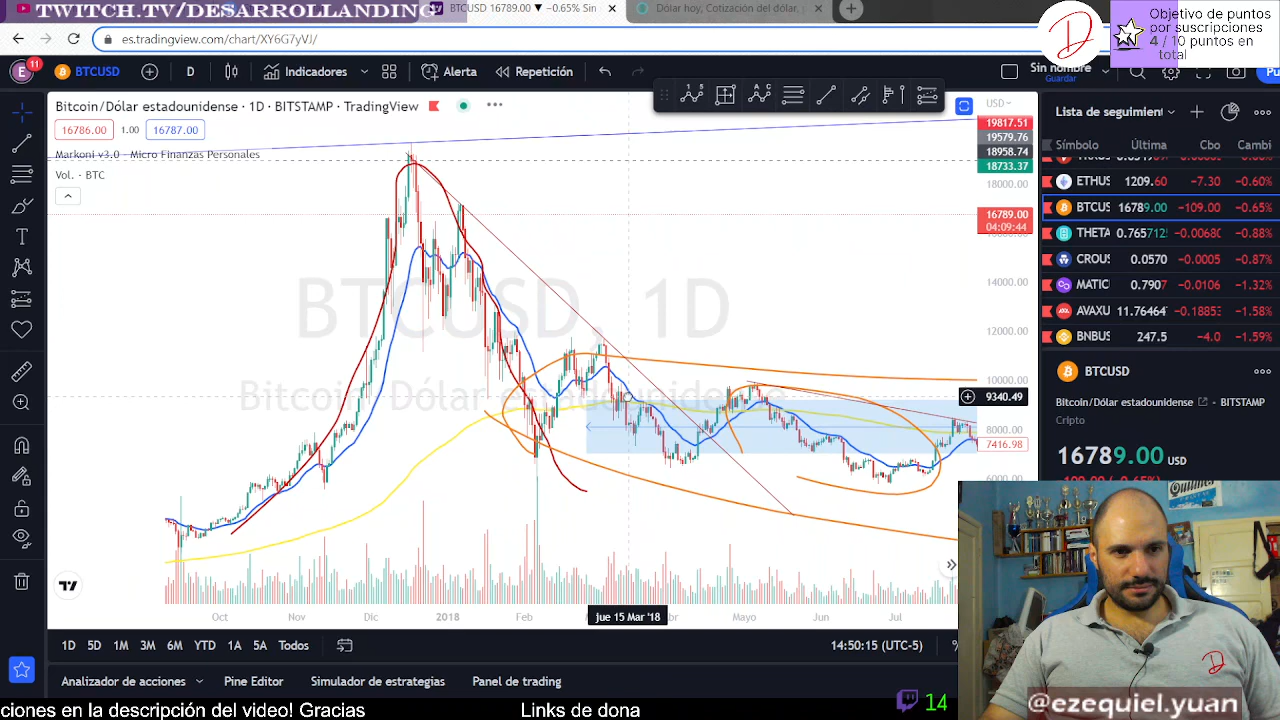 TWITCH.TV/DESARROLLANDING
BTCUSD 16789.00 ▼ −0.65% Sin
Dólar hoy, Cotización del dólar,
es.tradingview.com/chart/XY6G7yVJ/
Objetivo de puntos
por suscripciones
4 / 10 puntos en
total
E 11
BTCUSD
D
Indicadores
Alerta
Repetición
Sin nombre
Guardar
Pu
Bitcoin/Dólar estadounidense · 1D · BITSTAMP · TradingView
16786.00 1.00 16787.00
Markoni v3.0 - Micro Finanzas Personales
Vol. · BTC
BTCUSD, 1D
Bitcoin / Dólar estadounidense
USD
19817.51
19579.76
18958.74
18733.37
18000.00
16789.00
04:09:44
14000.00
12000.00
10000.00
9340.49
8000.00
7416.98
6000.00
Oct
Nov
Dic
2018
Feb
jue 15 Mar '18
Mayo
Jun
Jul
Lista de seguimien
Símbolo Última Cbo Cambi
ETHUS 1209.60 −7.30 −0.60%
BTCUS 16789.00 −109.00 −0.65%
THETA 0.765712 −0.00680 −0.88%
CROUS 0.0570 −0.0005 −0.87%
MATIC 0.7907 −0.0106 −1.32%
AVAXU 11.76464 −0.18853 −1.58%
BNBUS 247.5 −4.0 −1.59%
BTCUSD
Bitcoin / Dólar estadounidense
BITSTAMP
Cripto
16789.00 USD
1D 5D 1M 3M 6M YTD 1A 5A Todos
14:50:15 (UTC-5)
%
Analizador de acciones
Pine Editor
Simulador de estrategias
Panel de trading
14
@ezequiel.yuan
ciones en la descripción del video! Gracias
Links de dona